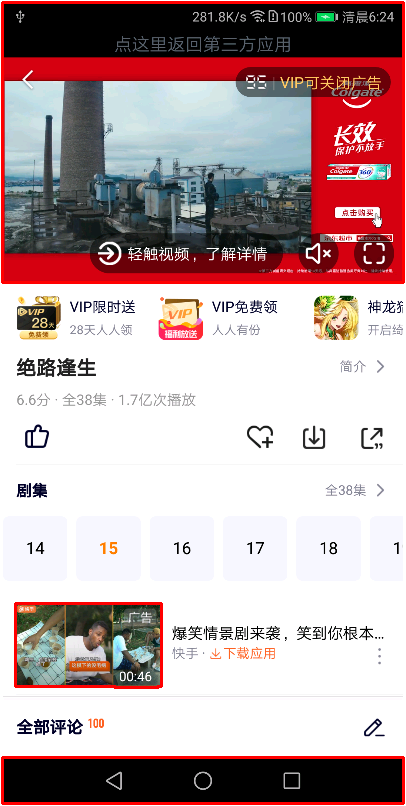 281.8K/s 100% 清晨6:24
点这里返回第三方应用
95 VIP可关闭广告
Colgate
长效
保护不放手
360
点击购买
京东超市
轻触视频，了解详情
VIP
28天
免费领
VIP限时送
28天人人领
VIP
福利放送
VIP免费领
人人有份
神龙猎
开启绮
绝路逢生
简介
6.6分 · 全38集 · 1.7亿次播放
剧集
全38集
14 15 16 17 18 1
广告
00:46
爆笑情景剧来袭，笑到你根本...
快手 · 下载应用
全部评论 100